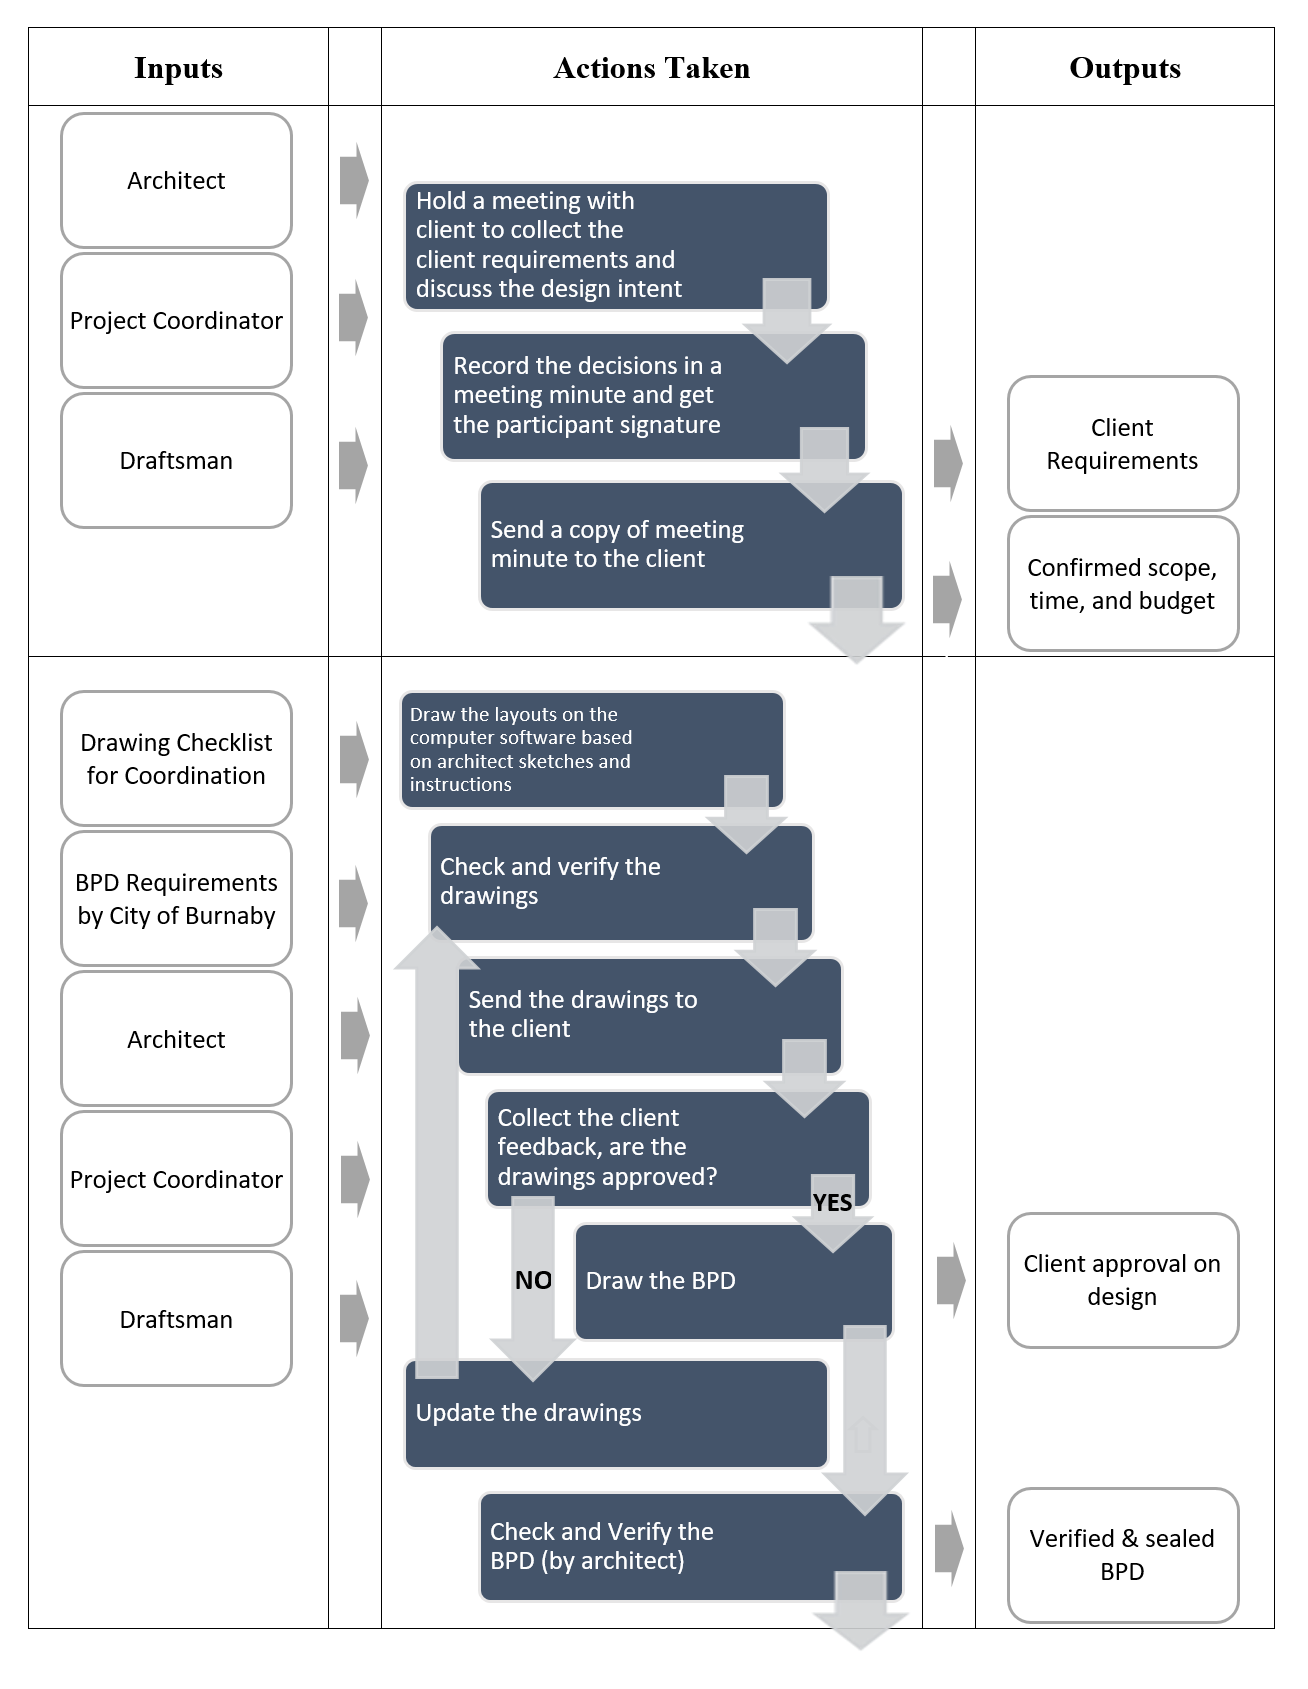 Inputs
Actions Taken
Outputs
Architect
Project Coordinator
Draftsman
Hold a meeting with
client to collect the
client requirements and
discuss the design intent
Record the decisions in a
meeting minute and get
the participant signature
Send a copy of meeting
minute to the client
Client
Requirements
Confirmed scope,
time, and budget
Drawing Checklist
for Coordination
BPD Requirements
by City of Burnaby
Architect
Project Coordinator
Draftsman
Draw the layouts on the
computer software based
on architect sketches and
instructions
Check and verify the
drawings
Send the drawings to
the client
Collect the client
feedback, are the
drawings approved?
YES
NO
Draw the BPD
Update the drawings
Check and Verify the
BPD (by architect)
Client approval on
design
Verified & sealed
BPD